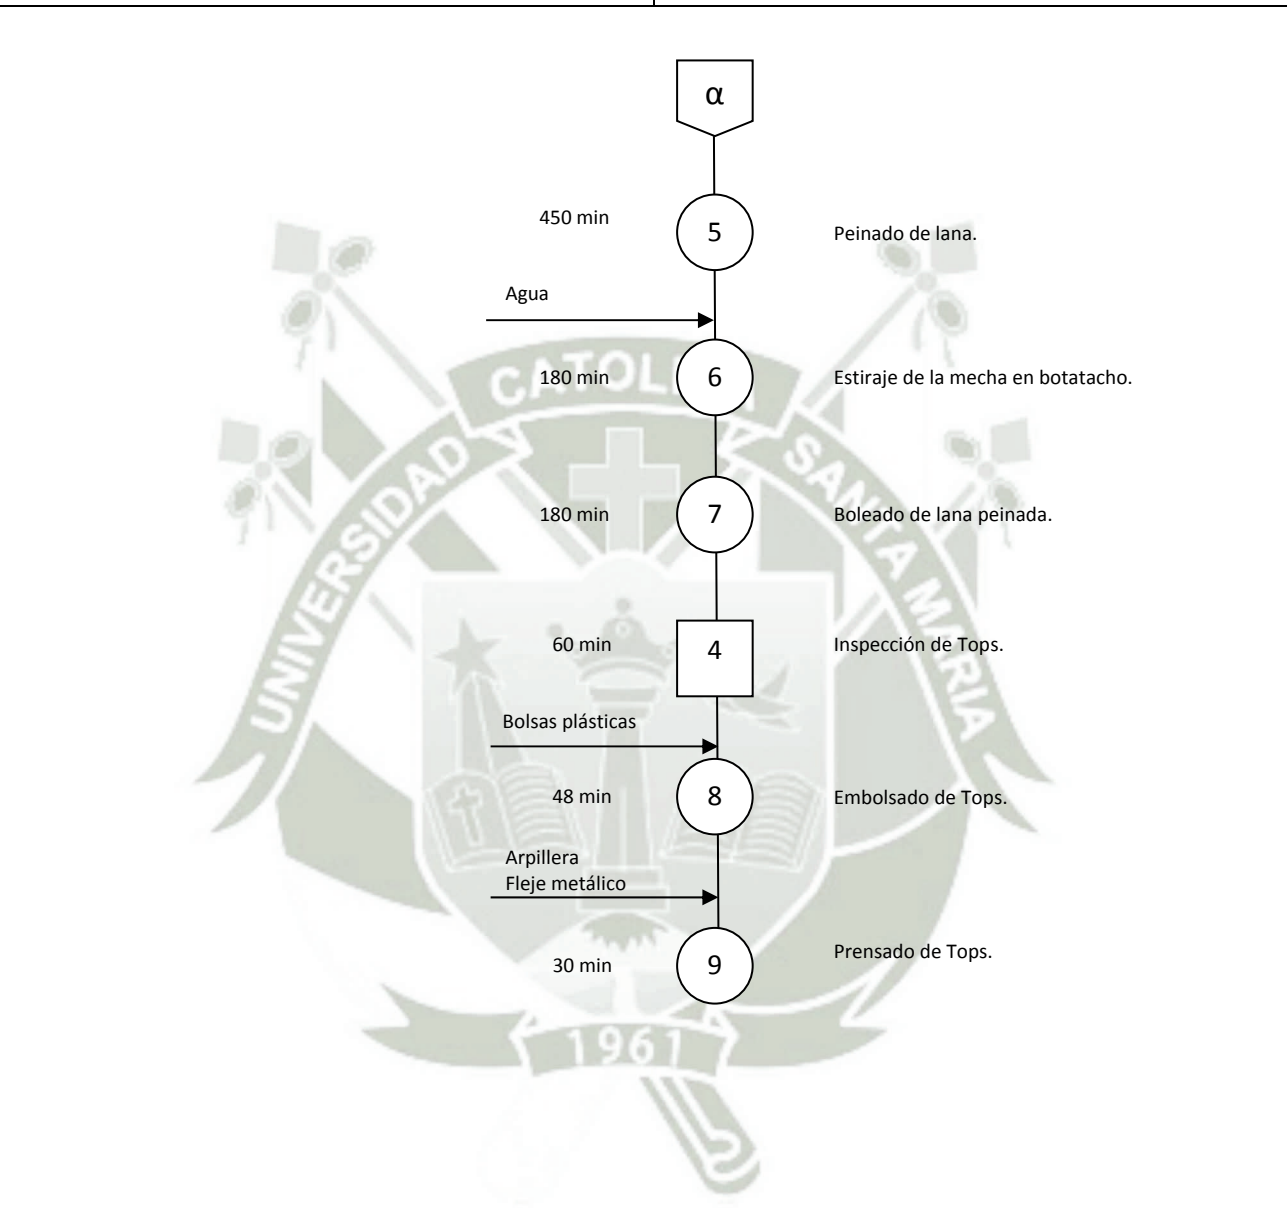 α
450 min
5
Peinado de lana.
Agua
180 min
6
Estiraje de la mecha en botatacho.
180 min
7
Boleado de lana peinada.
60 min
4
Inspección de Tops.
Bolsas plásticas
48 min
8
Embolsado de Tops.
Arpillera
Fleje metálico
30 min
9
Prensado de Tops.
UNIVERSIDAD CATOLICA SANTA MARIA
1961